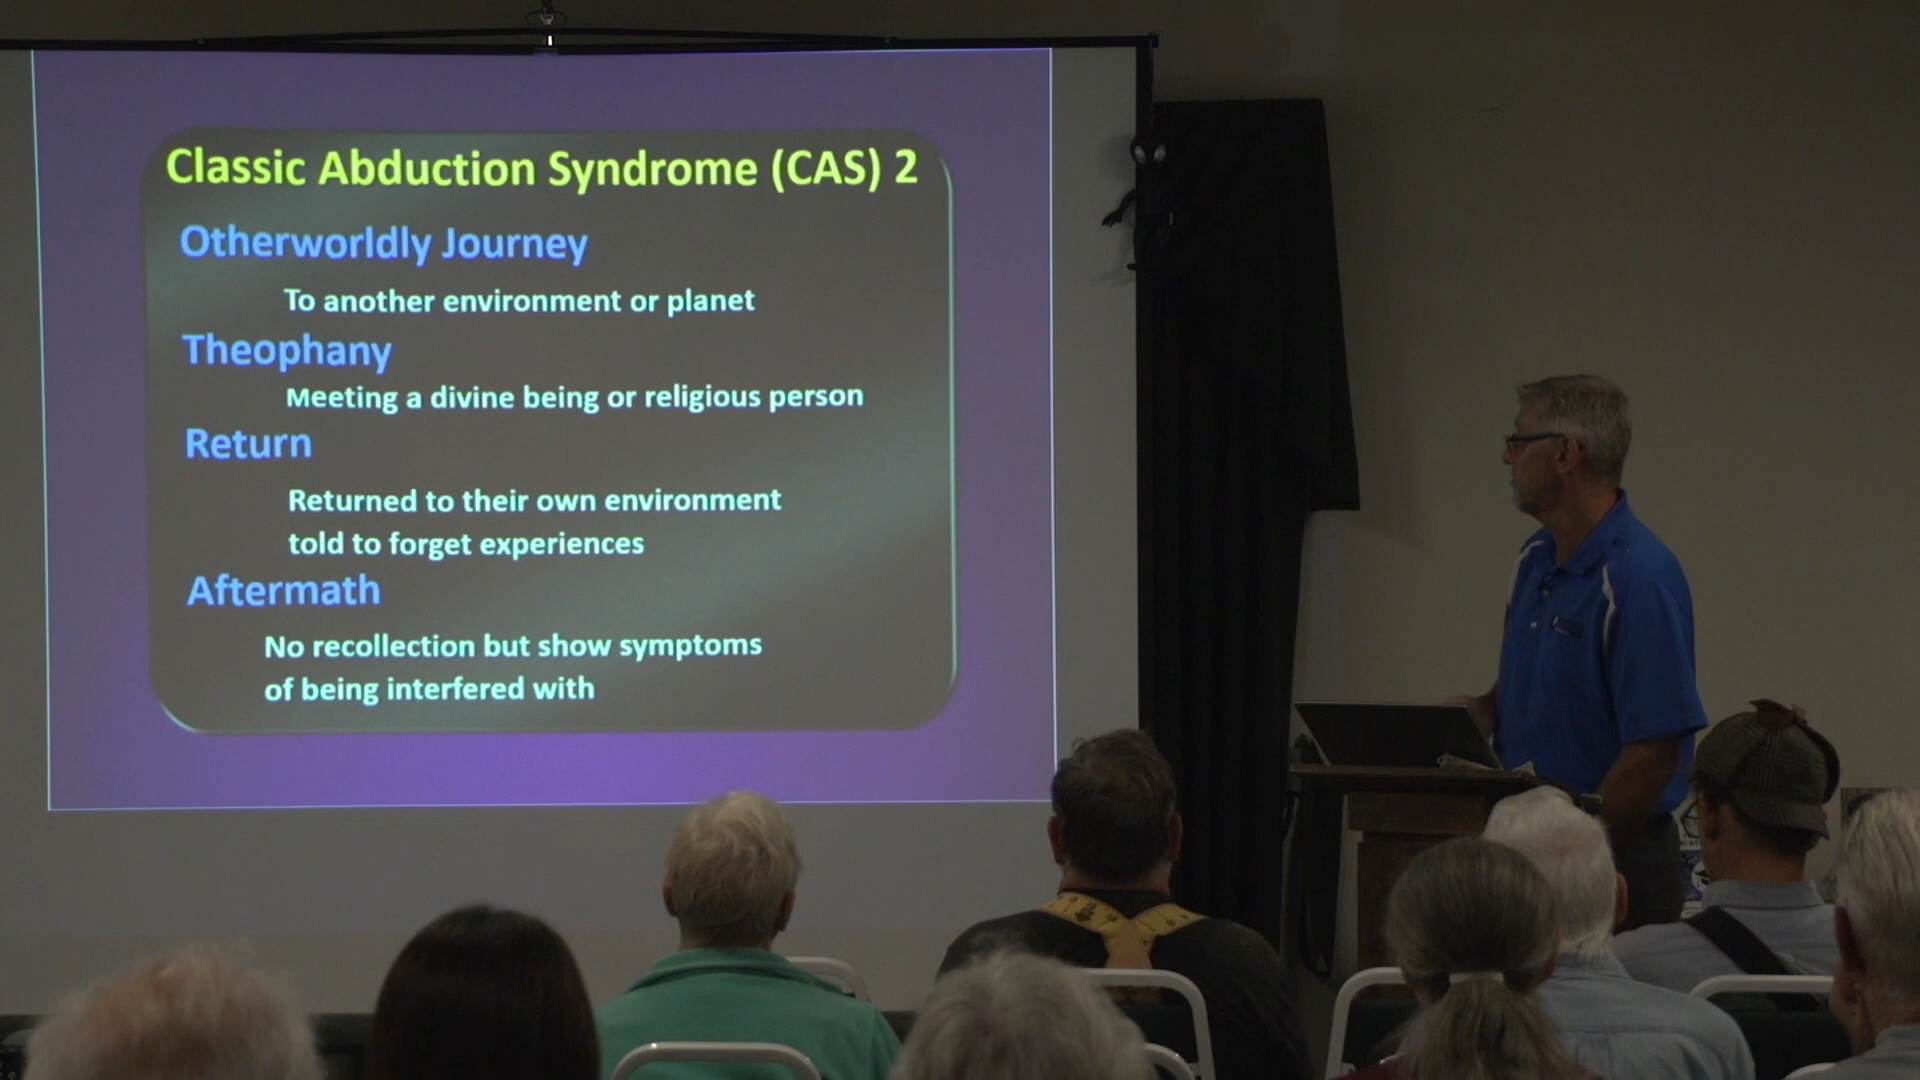 Classic Abduction Syndrome (CAS) 2
Otherworldly Journey
To another environment or planet
Theophany
Meeting a divine being or religious person
Return
Returned to their own environment
told to forget experiences
Aftermath
No recollection but show symptoms
of being interfered with